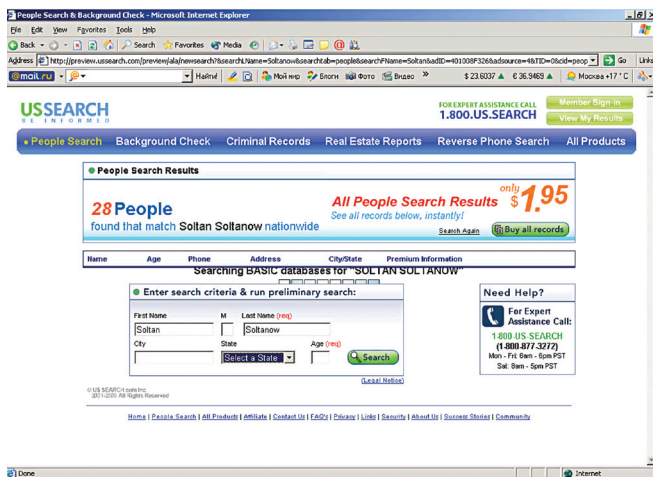 People Search & Background Check - Microsoft Internet Explorer
File Edit View Favorites Tools Help
Back Search Favorites Media
Address http://preview.ussearch.com/preview/ala/newsearch?searchLName=Soltanow&searchtab=people&searchFName=Soltan&adID=401008F326&adsource=4&TID=0&cid=peop Go Links
@mail.ru Найти! Мой мир Блоги Фото Видео » $ 23.6037 ▲ € 36.9469 ▲ Москва +17 °C
USSEARCH
BE INFORMED
FOR EXPERT ASSISTANCE CALL
1.800.US.SEARCH
Member Sign-in
View My Results
People Search Background Check Criminal Records Real Estate Reports Reverse Phone Search All Products
People Search Results
28 People
found that match Soltan Soltanow nationwide
All People Search Results only $1.95
See all records below, instantly!
Search Again Buy all records
Name Age Phone Address City/State Premium Information
Searching BASIC databases for "SOLTAN SOLTANOW"
Enter search criteria & run preliminary search:
First Name M Last Name (req)
Soltan Soltanow
City State Age (req)
Select a State Search
(Legal Notice)
Need Help?
For Expert
Assistance Call:
1-800-US-SEARCH
(1-800-877-3272)
Mon - Fri: 6am - 6pm PST
Sat: 8am - 5pm PST
© US SEARCH.com Inc.
All Rights Reserved
Home | People Search | All Products | Affiliate | Contact Us | FAQ's | Privacy | Links | Security | About Us | Success Stories | Community
Done Internet